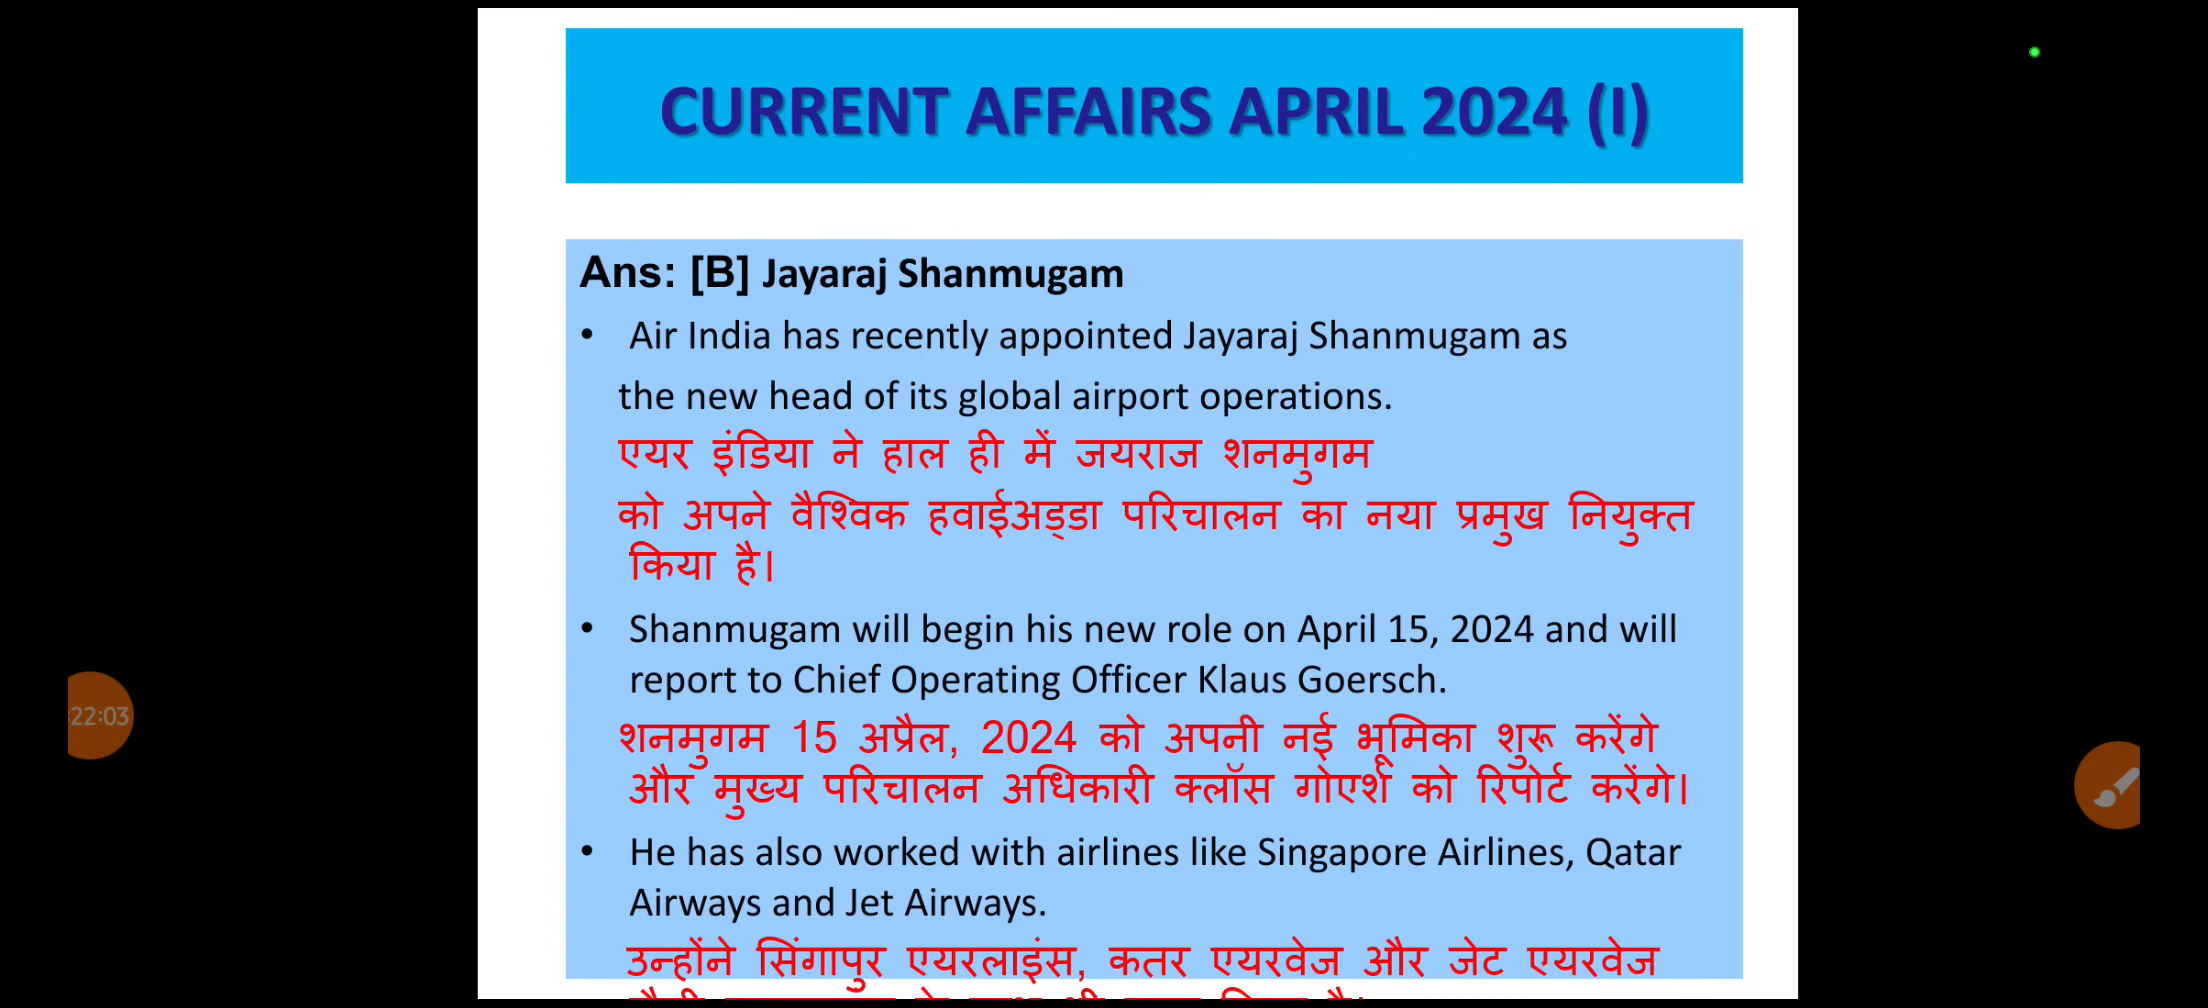 CURRENT AFFAIRS APRIL 2024 (I)
Ans: [B] Jayaraj Shanmugam
• Air India has recently appointed Jayaraj Shanmugam as
the new head of its global airport operations.
एयर इंडिया ने हाल ही में जयराज शनमुगम
को अपने वैश्विक हवाईअड्डा परिचालन का नया प्रमुख नियुक्त
किया है।
• Shanmugam will begin his new role on April 15, 2024 and will
report to Chief Operating Officer Klaus Goersch.
शनमुगम 15 अप्रैल, 2024 को अपनी नई भूमिका शुरू करेंगे
और मुख्य परिचालन अधिकारी क्लॉस गोएर्श को रिपोर्ट करेंगे।
• He has also worked with airlines like Singapore Airlines, Qatar
Airways and Jet Airways.
उन्होंने सिंगापुर एयरलाइंस, कतर एयरवेज और जेट एयरवेज
:22:03